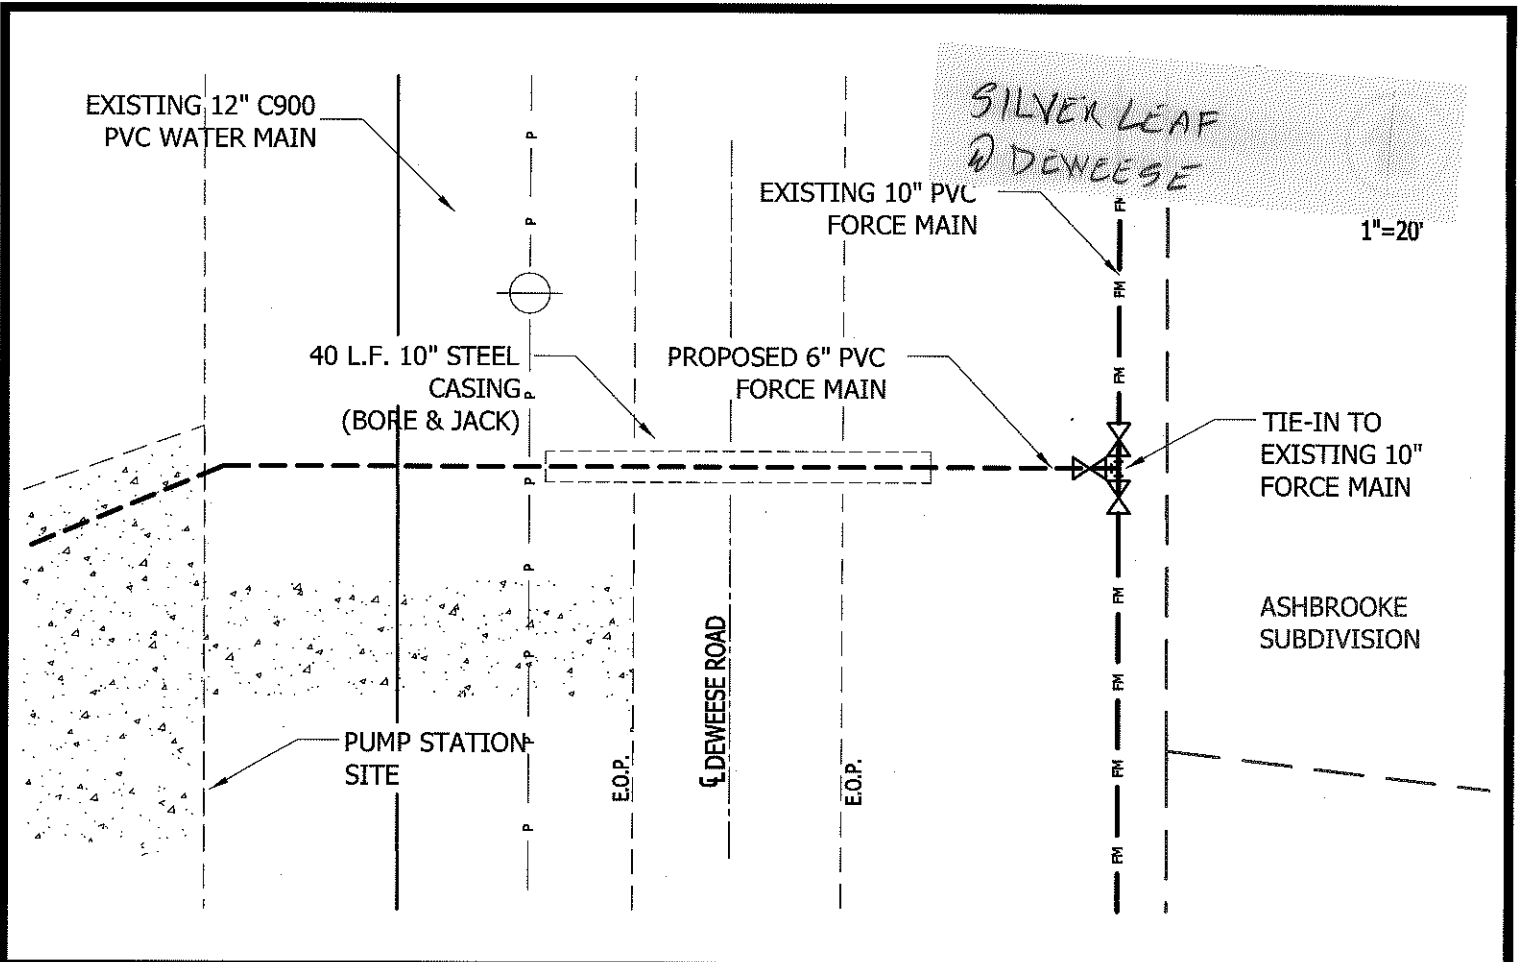 EXISTING 12" C900
PVC WATER MAIN
SILVER LEAF
@ DEWEESE
EXISTING 10" PVC
FORCE MAIN
1"=20'
40 L.F. 10" STEEL
CASING
(BORE & JACK)
PROPOSED 6" PVC
FORCE MAIN
TIE-IN TO
EXISTING 10"
FORCE MAIN
ASHBROOKE
SUBDIVISION
PUMP STATION
SITE
E.O.P.
℄ DEWEESE ROAD
E.O.P.
P
P
P
P
P
P
P
P
FM
FM
FM
FM
FM
FM
FM